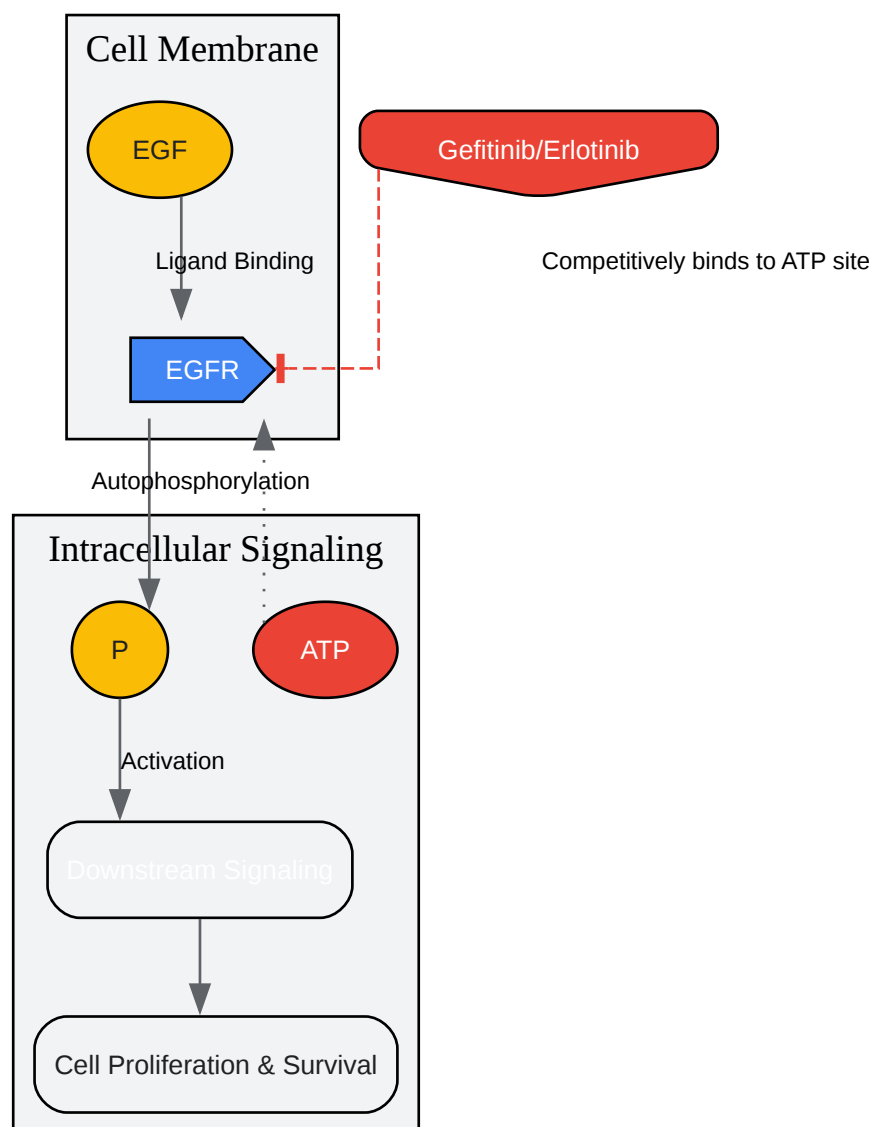 Cell Membrane
EGF
Gefitinib/Erlotinib
Ligand Binding
Competitively binds to ATP site
EGFR
Autophosphorylation
Intracellular Signaling
P
ATP
Activation
Downstream Signaling
Cell Proliferation & Survival